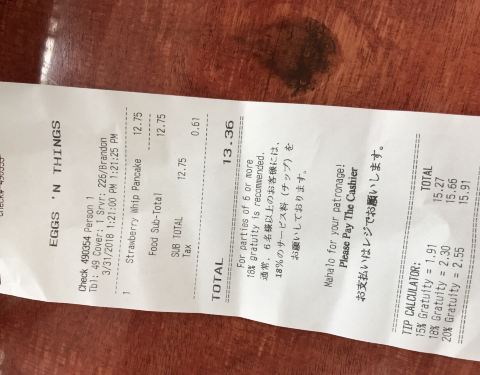 EGGS 'N THINGS
Check 490354 Person 1
Tbl: 49 Cover: 1 Srvr: 226/Brandon
3/31/2018 1:21:00 PM 1:21:25 PM
1 Strawberry Whip Pancake 12.75
Food Sub-Total 12.75
SUB TOTAL 12.75
Tax 0.61
TOTAL 13.36
For parties of 6 or more
18% gratuity is recommended.
通常、6名様以上のお客様には、
18%のサービス料(チップ)を
お願いしております。
Mahalo for your patronage!
Please Pay The Cashier
お支払いはレジでお願いします。
TIP CALCULATOR: TOTAL
15% Gratuity = 1.91 15.27
18% Gratuity = 2.30 15.66
20% Gratuity = 2.55 15.91